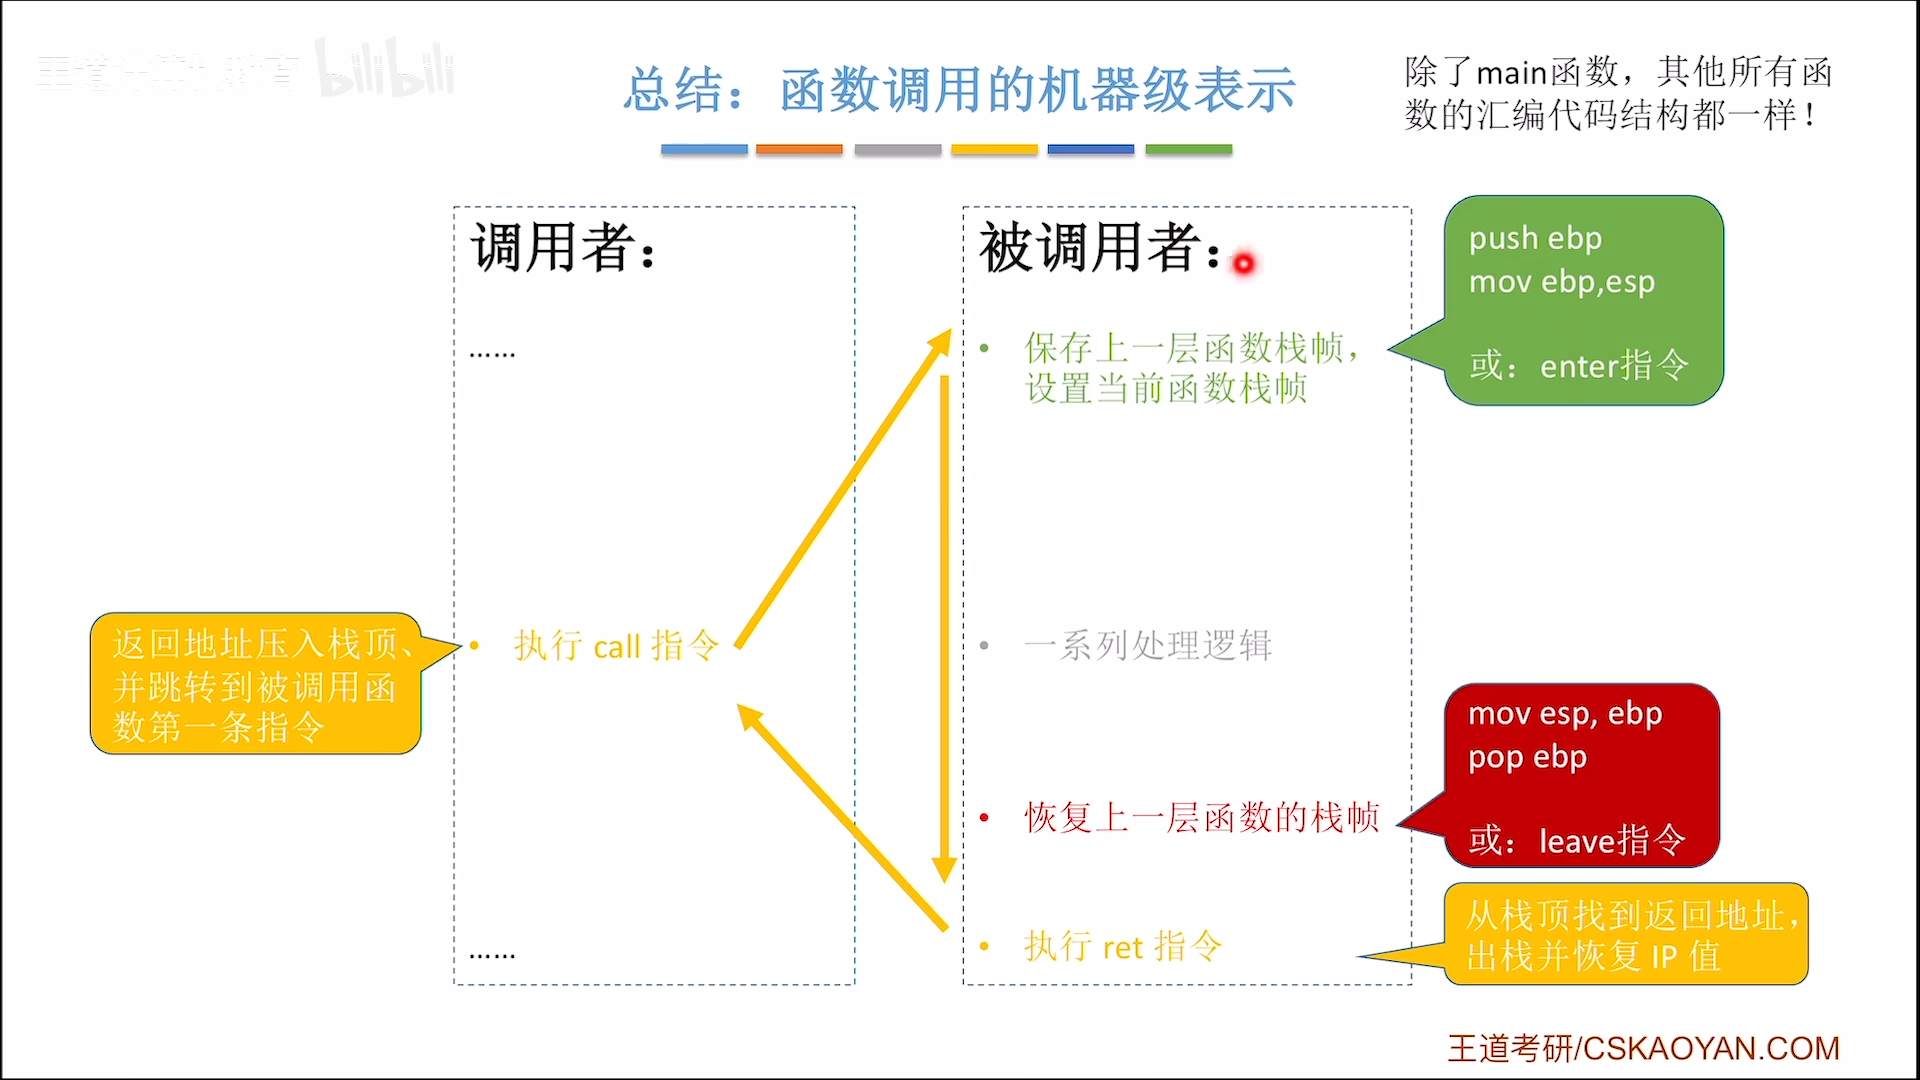 bilibili
总结：函数调用的机器级表示
除了main函数，其他所有函
数的汇编代码结构都一样！
调用者：
……
返回地址压入栈顶、
并跳转到被调用函
数第一条指令
• 执行 call 指令
……
被调用者：
• 保存上一层函数栈帧，
设置当前函数栈帧
• 一系列处理逻辑
• 恢复上一层函数的栈帧
• 执行 ret 指令
push ebp
mov ebp,esp
或：enter指令
mov esp, ebp
pop ebp
或：leave指令
从栈顶找到返回地址，
出栈并恢复 IP 值
王道考研/CSKAOYAN.COM